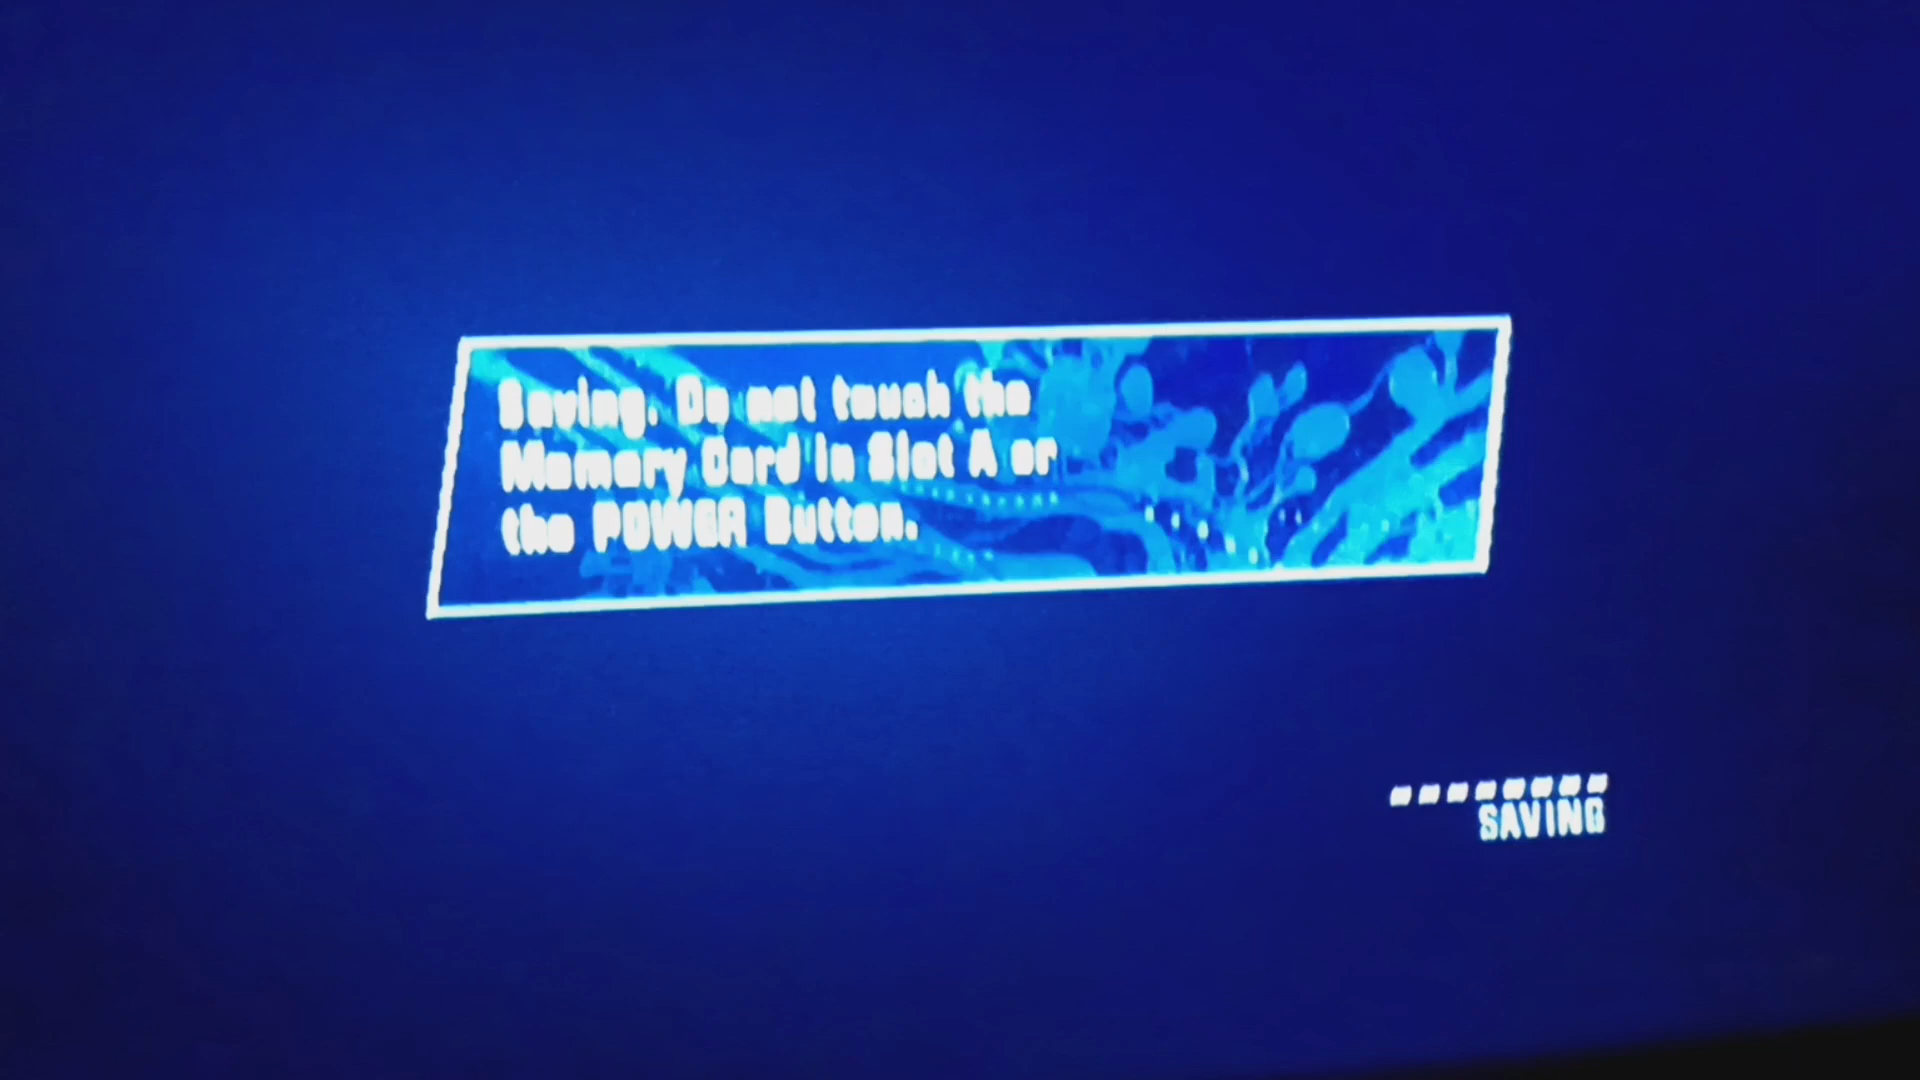 Saving. Do not touch the
Memory Card in Slot A or
the POWER Button.
SAVING